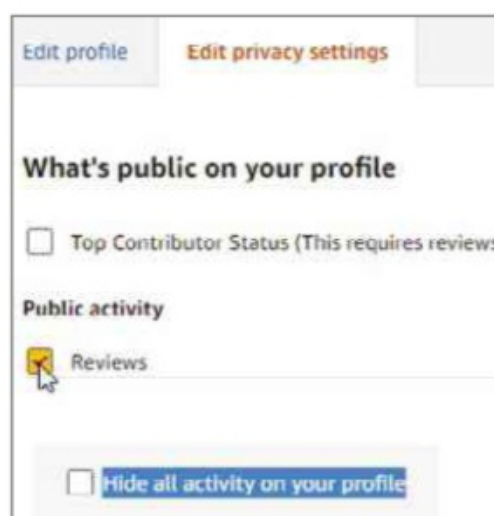 Edit profile
Edit privacy settings
What's public on your profile
Top Contributor Status (This requires reviews
Public activity
Reviews
Hide all activity on your profile